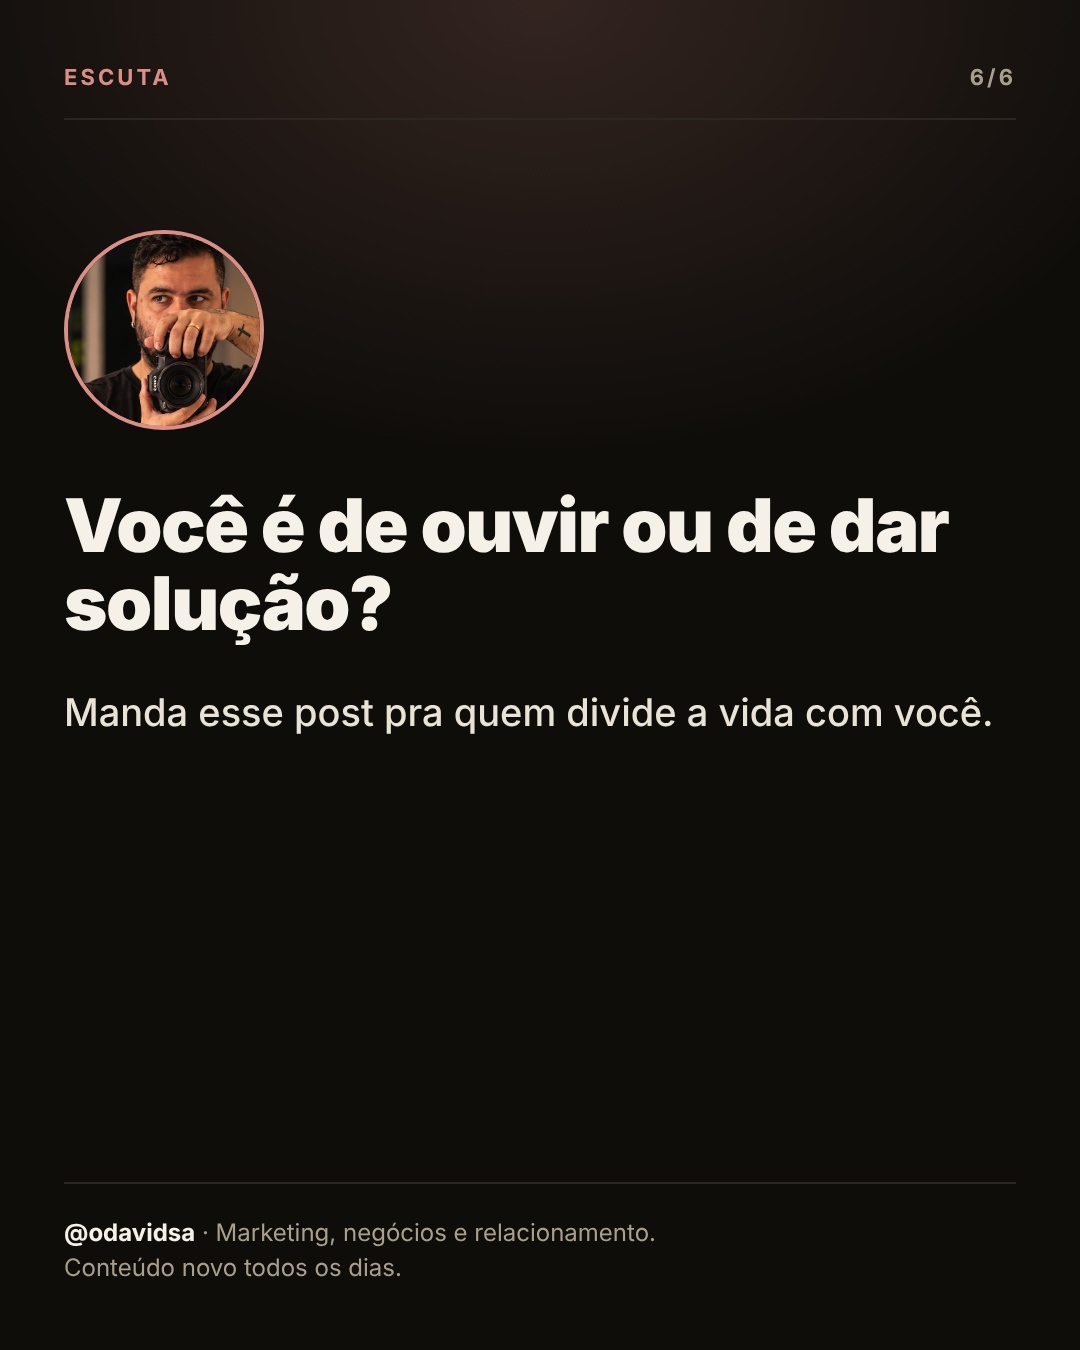 ESCUTA
6/6
Você é de ouvir ou de dar
solução?
Manda esse post pra quem divide a vida com você.
@odavidsa · Marketing, negócios e relacionamento.
Conteúdo novo todos os dias.